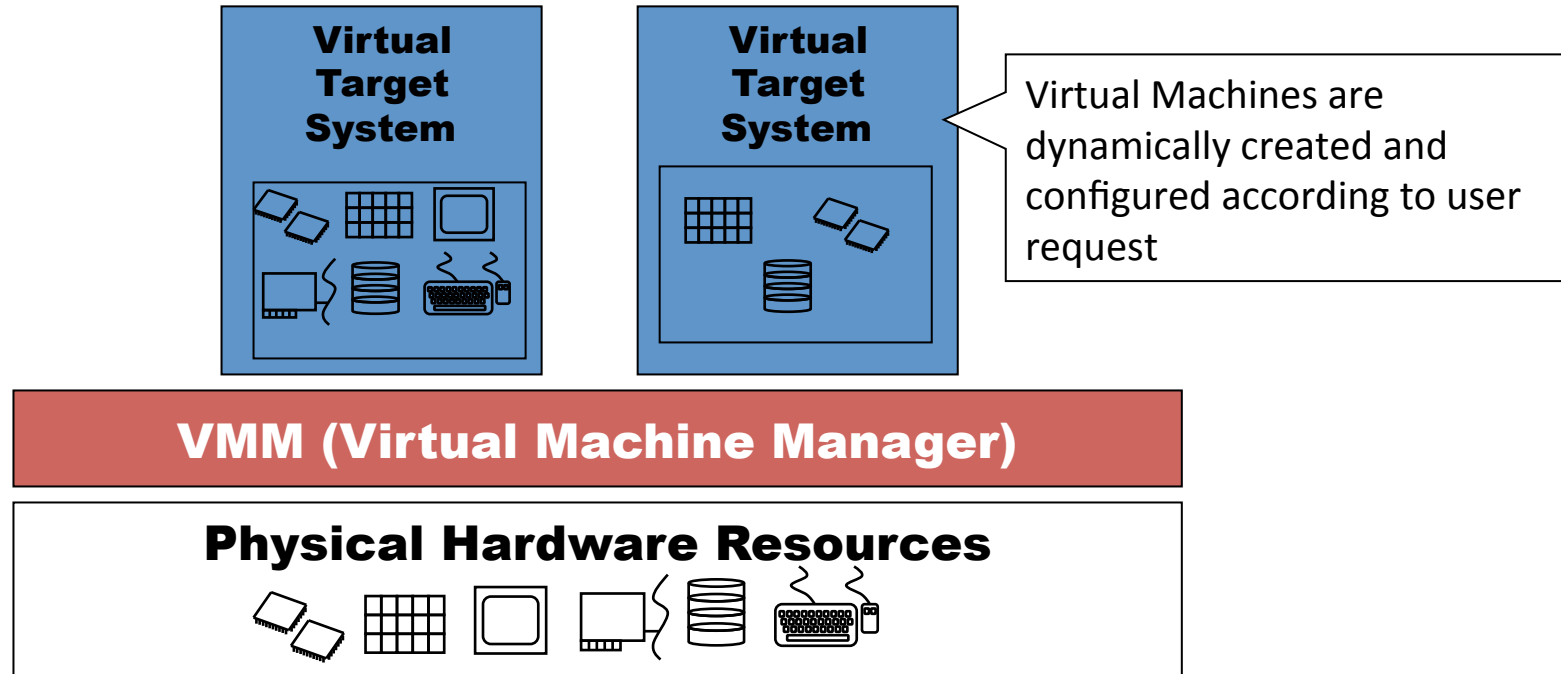 Virtual
Target
System
Virtual
Target
System
Virtual Machines are
dynamically created and
configured according to user
request
VMM (Virtual Machine Manager)
Physical Hardware Resources